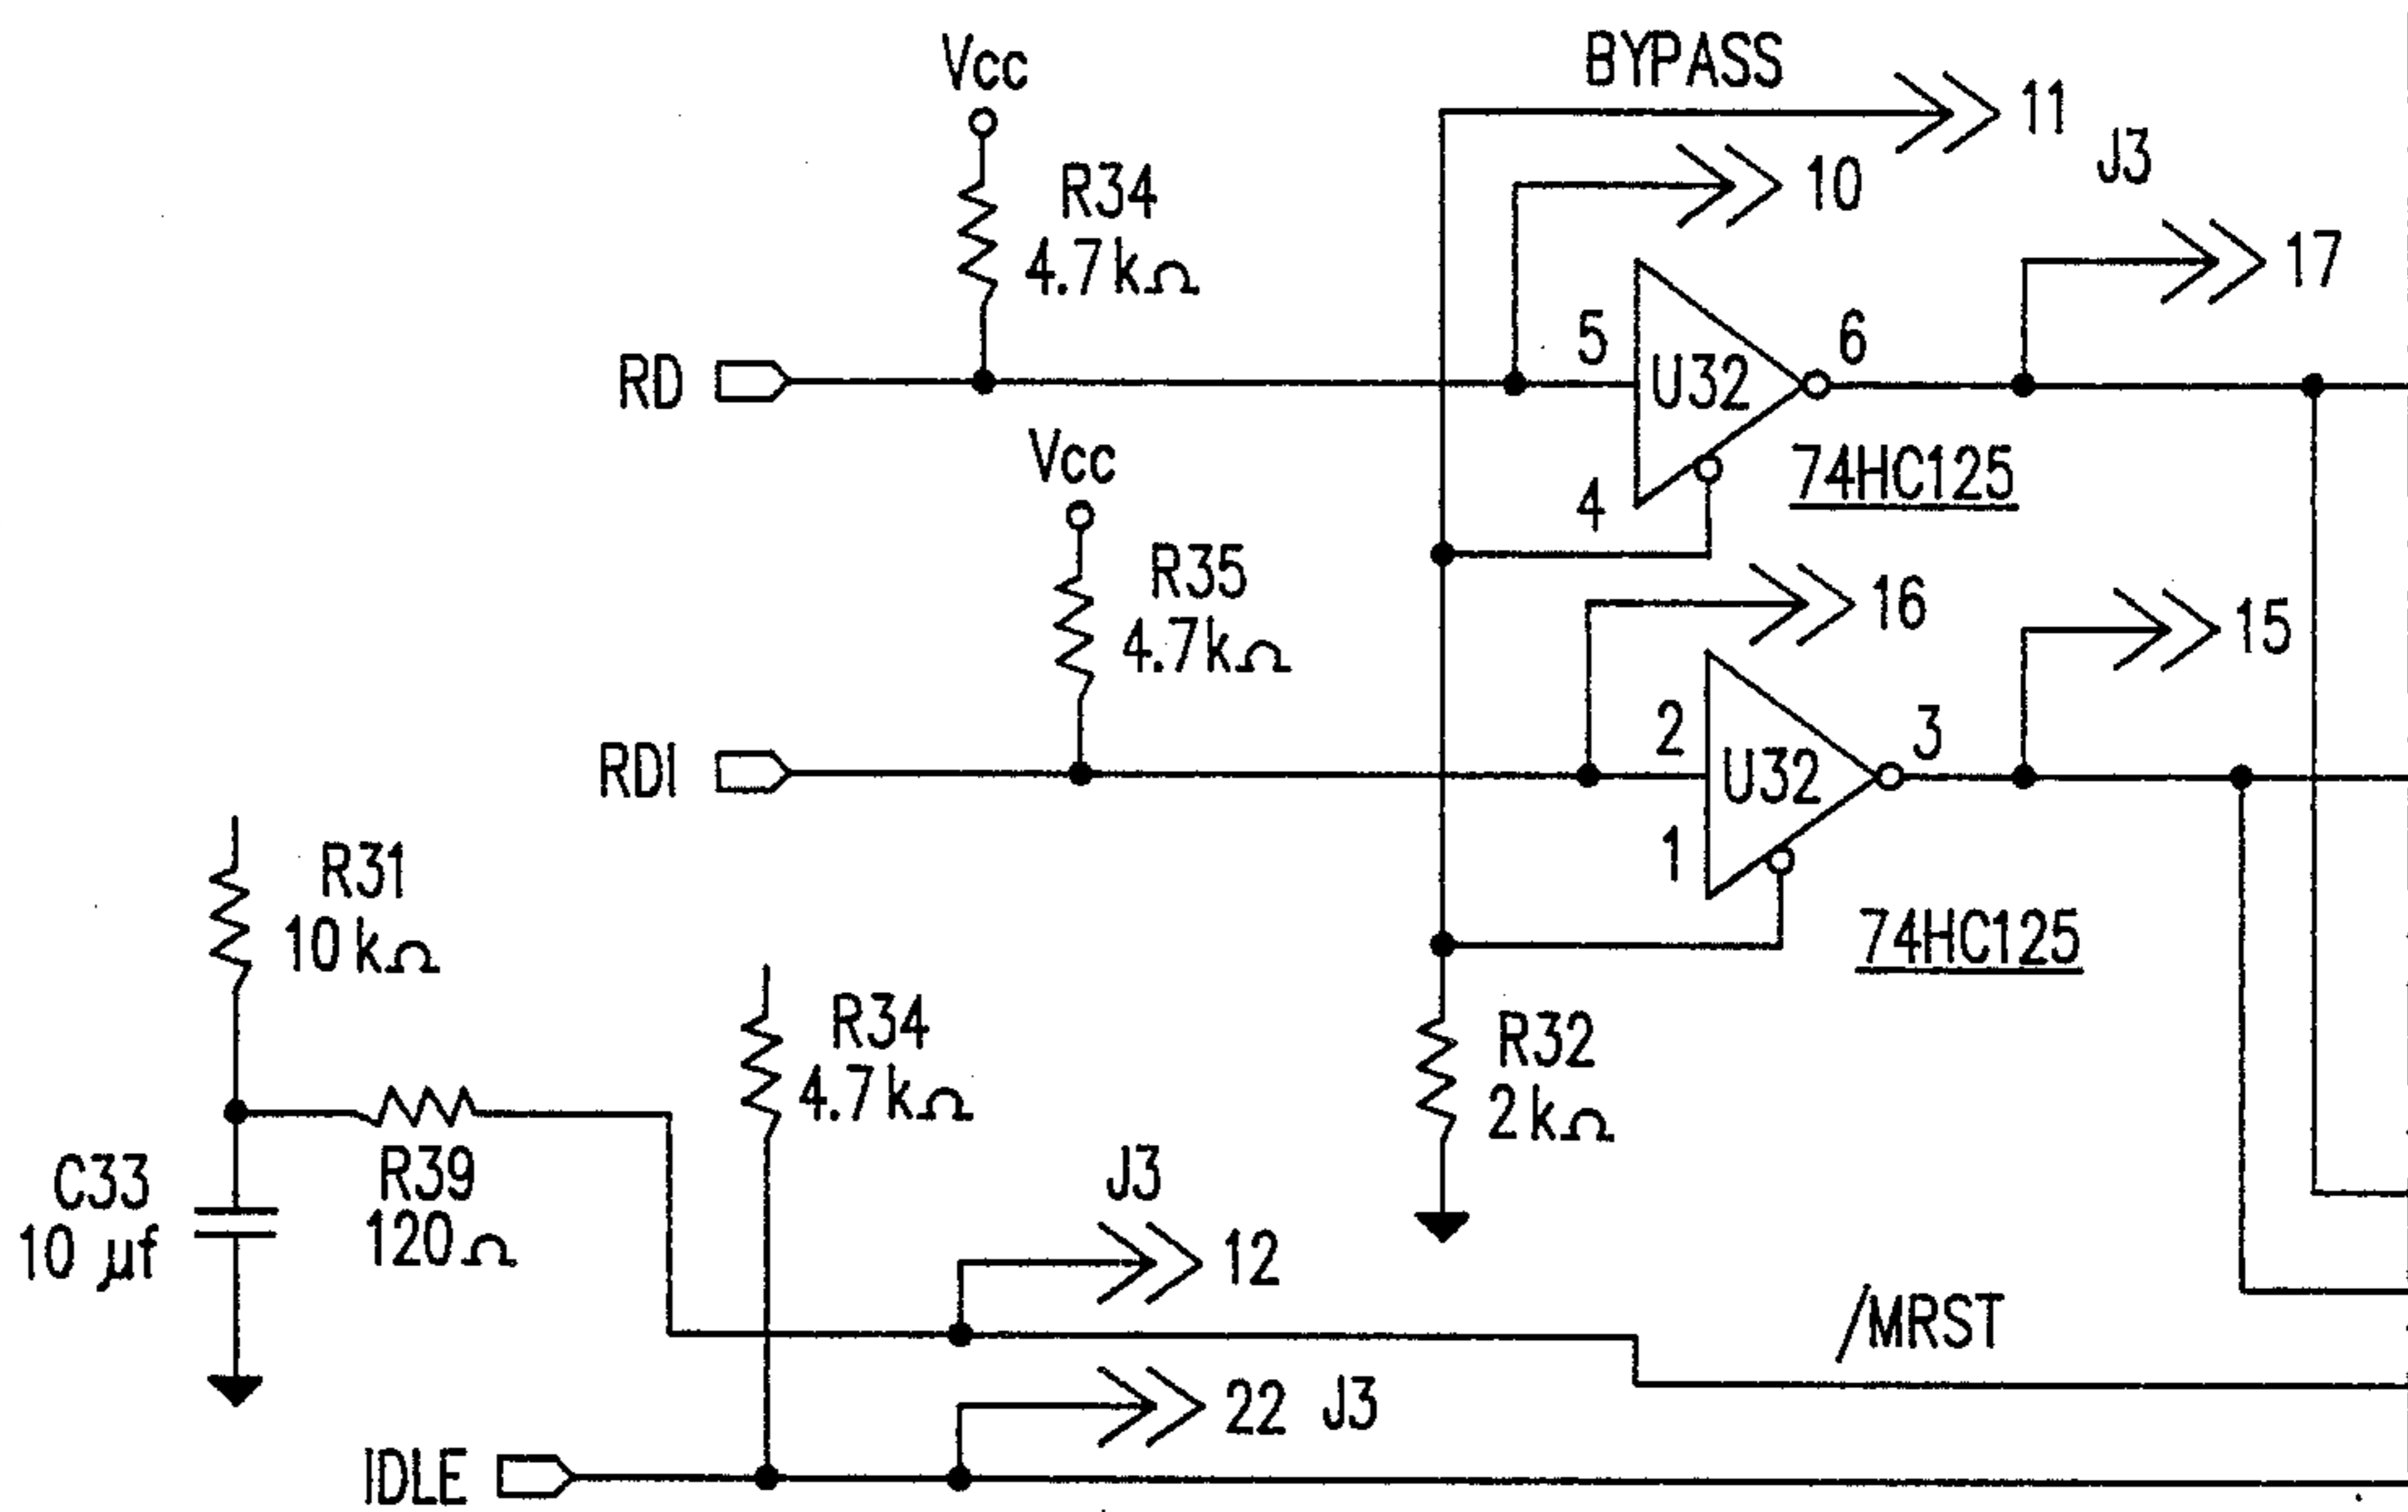 Vcc
BYPASS
11
J3
R34
4.7kΩ
10
17
RD
5
U32
6
74HC125
4
Vcc
R35
4.7kΩ
16
15
RDI
2
U32
3
1
74HC125
R31
10kΩ
R34
4.7kΩ
R32
2kΩ
C33
10 µf
R39
120Ω
J3
12
/MRST
22
J3
IDLE